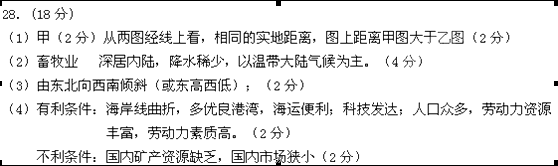 28.（18 分）
（1）甲（2 分）从两图经线上看，相同的实地距离，图上距离甲图大于乙图（2 分）
（2）畜牧业 深居内陆，降水稀少，以温带大陆气候为主。（4 分）
（3）由东北向西南倾斜（或东高西低）；（2 分）
（4）有利条件：海岸线曲折，多优良港湾，海运便利；科技发达；人口众多，劳动力资源
丰富，劳动力素质高。（2 分）
不利条件：国内矿产资源缺乏，国内市场狭小（2 分）